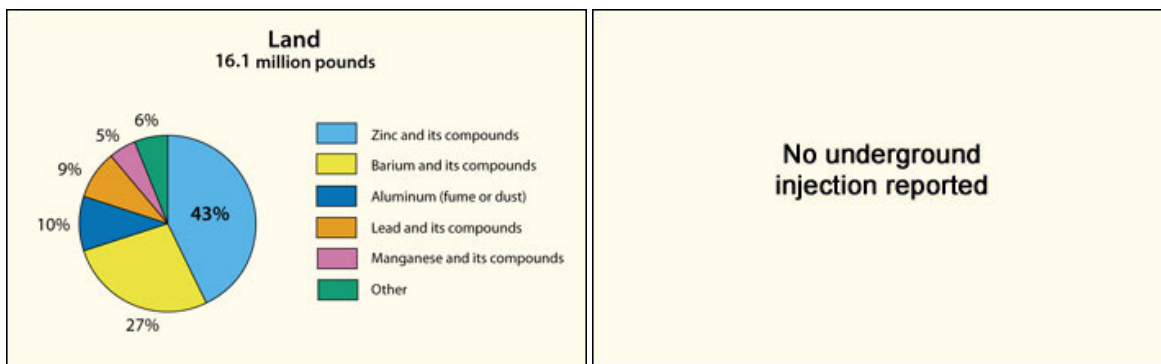 Land
16.1 million pounds
6%
5%
9%
10%
43%
27%
Zinc and its compounds
Barium and its compounds
Aluminum (fume or dust)
Lead and its compounds
Manganese and its compounds
Other
No underground
injection reported